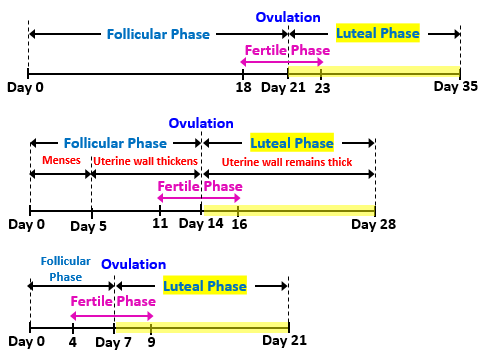 Ovulation
Follicular Phase Luteal Phase
Fertile Phase
Day 0 18 Day 21 23 Day 35
Ovulation
Follicular Phase Luteal Phase
Menses Uterine wall thickens Uterine wall remains thick
Fertile Phase
Day 0 Day 5 11 Day 14 16 Day 28
Follicular
Phase
Ovulation
Luteal Phase
Fertile Phase
Day 0 4 Day 7 9 Day 21